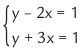 y – 2x = 1
y + 3x = 1